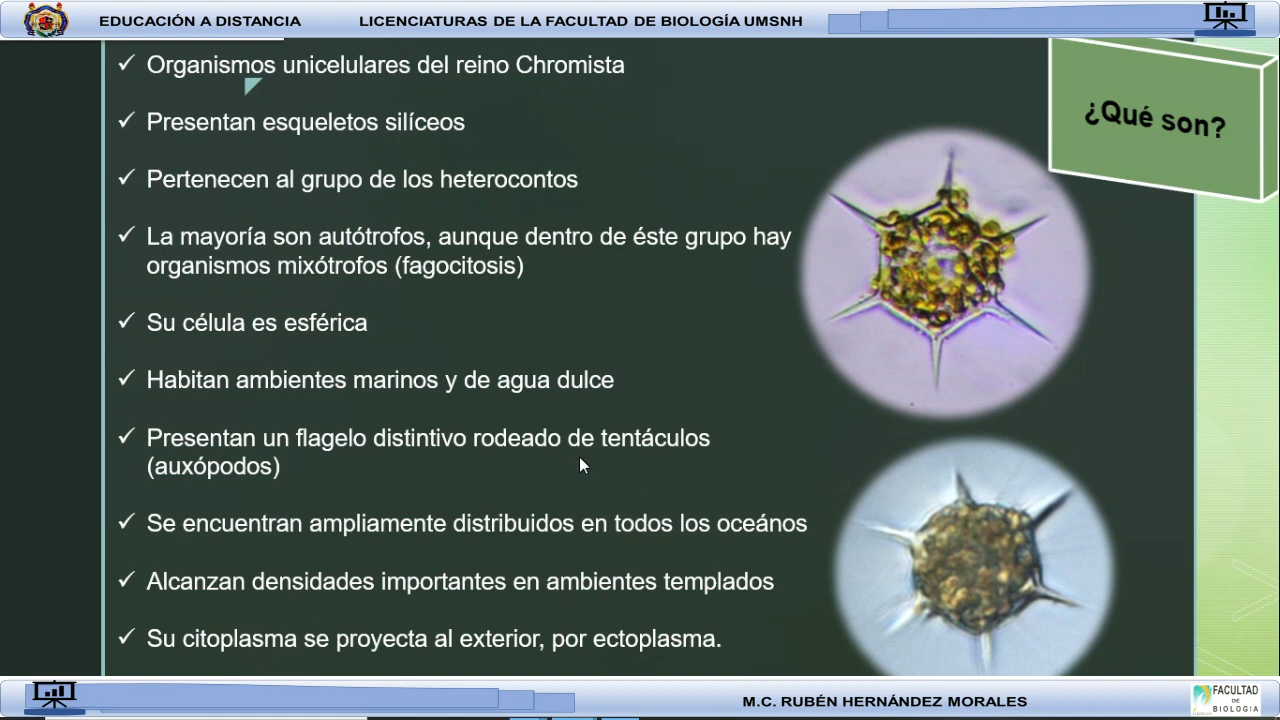 EDUCACIÓN A DISTANCIA LICENCIATURAS DE LA FACULTAD DE BIOLOGÍA UMSNH
¿Qué son?
✓ Organismos unicelulares del reino Chromista
✓ Presentan esqueletos silíceos
✓ Pertenecen al grupo de los heterocontos
✓ La mayoría son autótrofos, aunque dentro de éste grupo hay
organismos mixótrofos (fagocitosis)
✓ Su célula es esférica
✓ Habitan ambientes marinos y de agua dulce
✓ Presentan un flagelo distintivo rodeado de tentáculos
(auxópodos)
✓ Se encuentran ampliamente distribuidos en todos los oceános
✓ Alcanzan densidades importantes en ambientes templados
✓ Su citoplasma se proyecta al exterior, por ectoplasma.
M.C. RUBÉN HERNÁNDEZ MORALES
FACULTAD
DE
BIOLOGIA